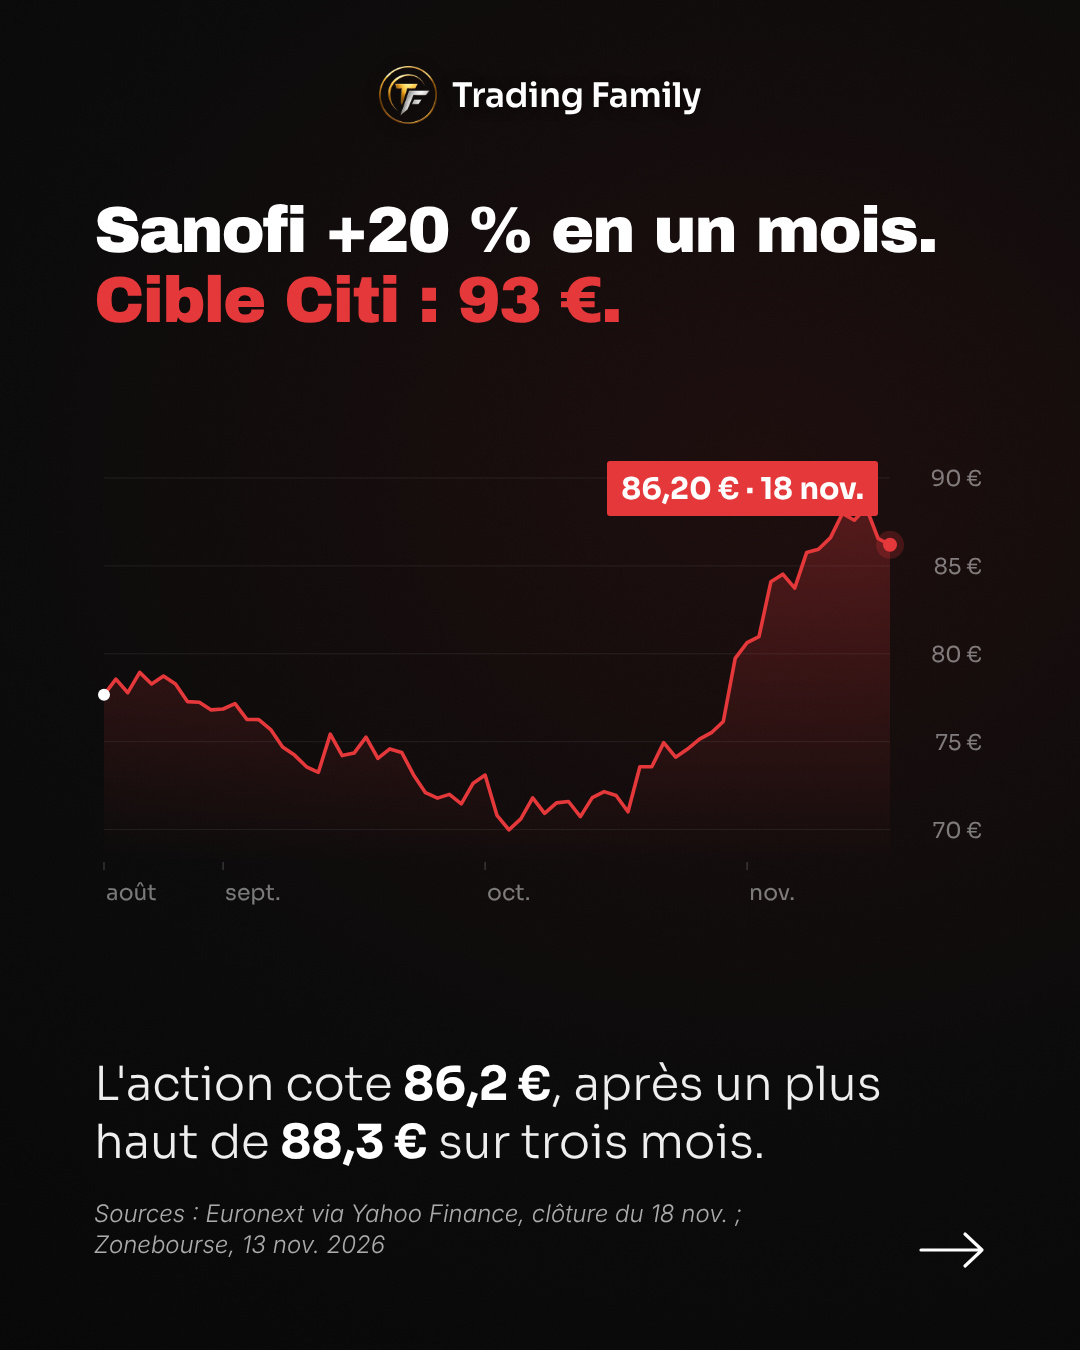 TF Trading Family
Sanofi +20 % en un mois.
Cible Citi : 93 €.
86,20 € · 18 nov.
90 €
85 €
80 €
75 €
70 €
août sept. oct. nov.
L'action cote 86,2 €, après un plus
haut de 88,3 € sur trois mois.
Sources : Euronext via Yahoo Finance, clôture du 18 nov. ;
Zonebourse, 13 nov. 2026